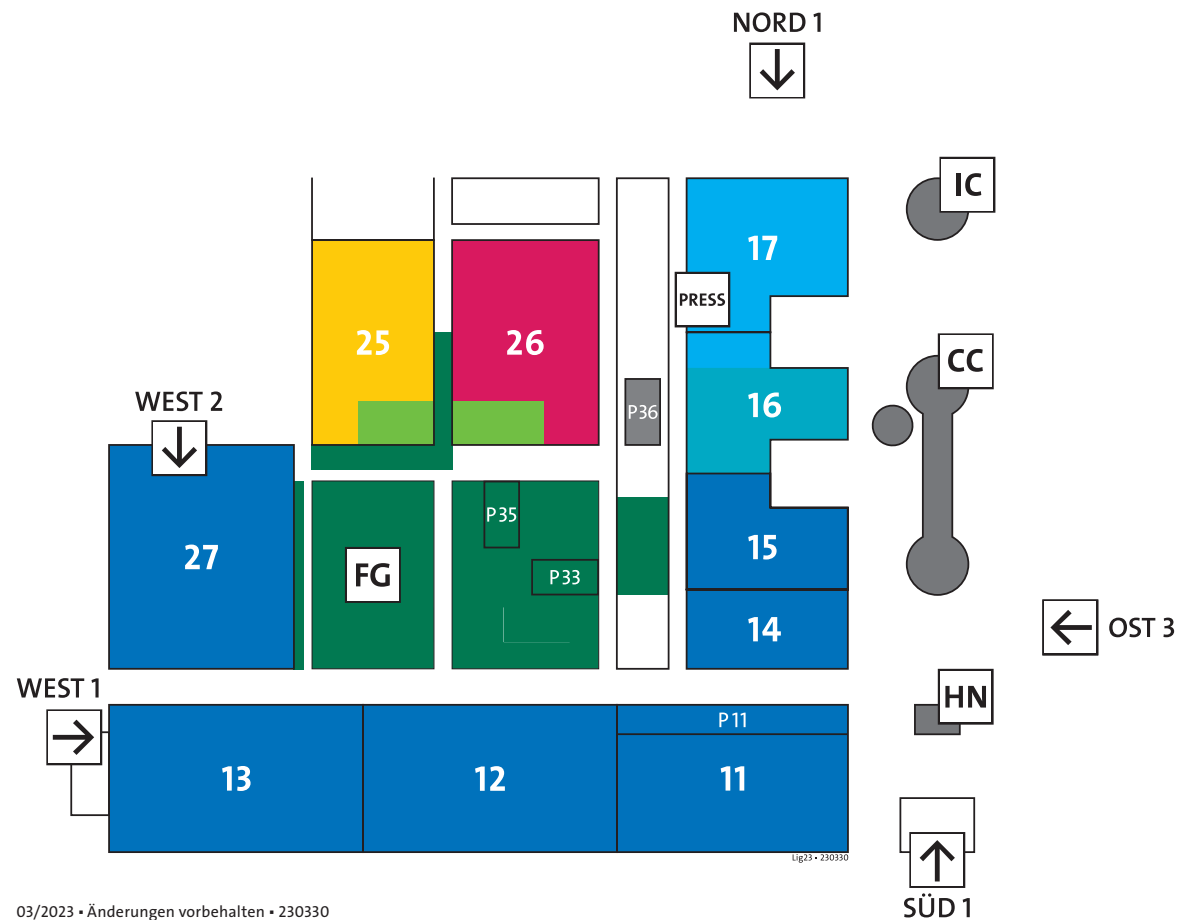 NORD 1
IC
17
PRESS
25
26
CC
WEST 2
P36
16
P35
15
27
FG
P33
14
OST 3
WEST 1
HN
P11
13
12
11
Lig23 • 230330
SÜD 1
03/2023 • Änderungen vorbehalten • 230330